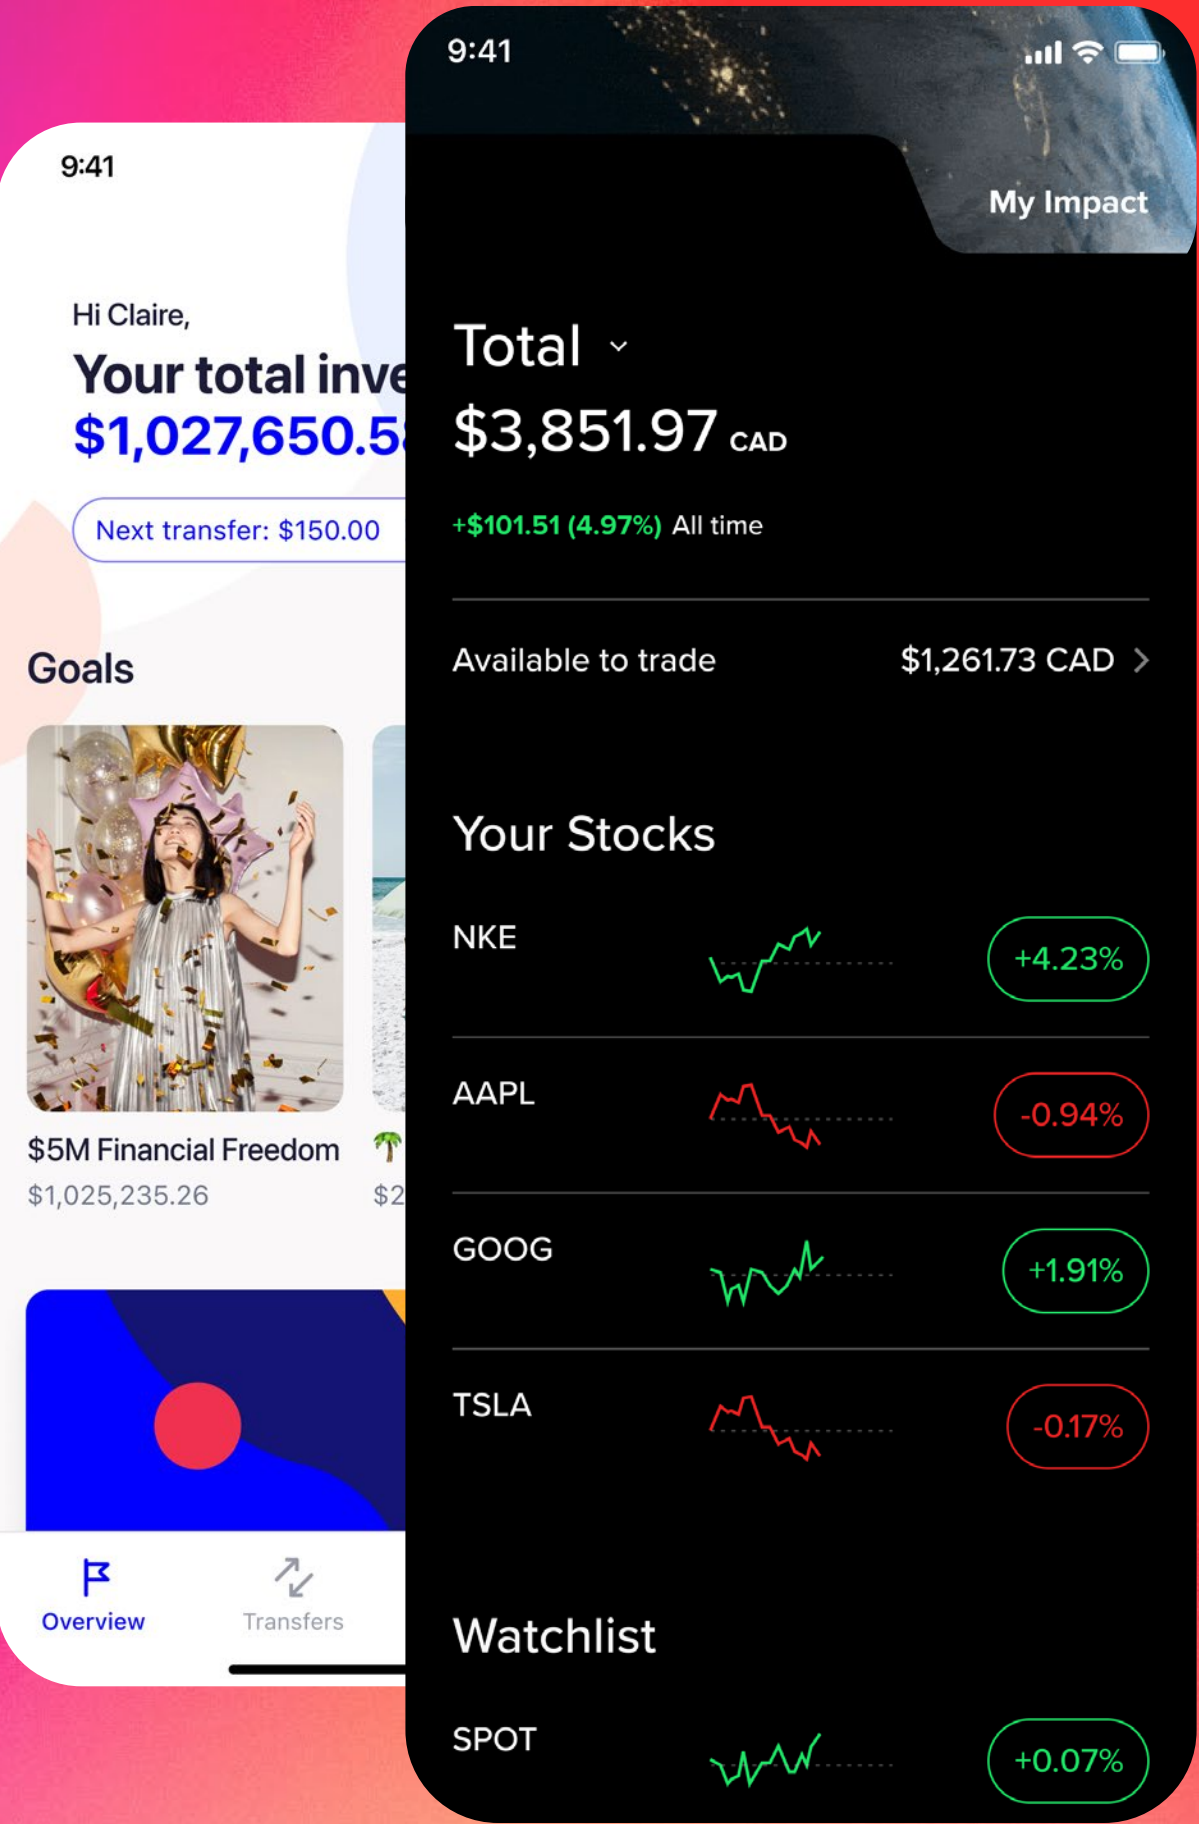 9:41
Hi Claire,
Your total inve
$1,027,650.5
Next transfer: $150.00
Goals
$5M Financial Freedom
$1,025,235.26
$2
Overview
Transfers
9:41
My Impact
Total
$3,851.97 CAD
+$101.51 (4.97%) All time
Available to trade $1,261.73 CAD
Your Stocks
NKE +4.23%
AAPL -0.94%
GOOG +1.91%
TSLA -0.17%
Watchlist
SPOT +0.07%